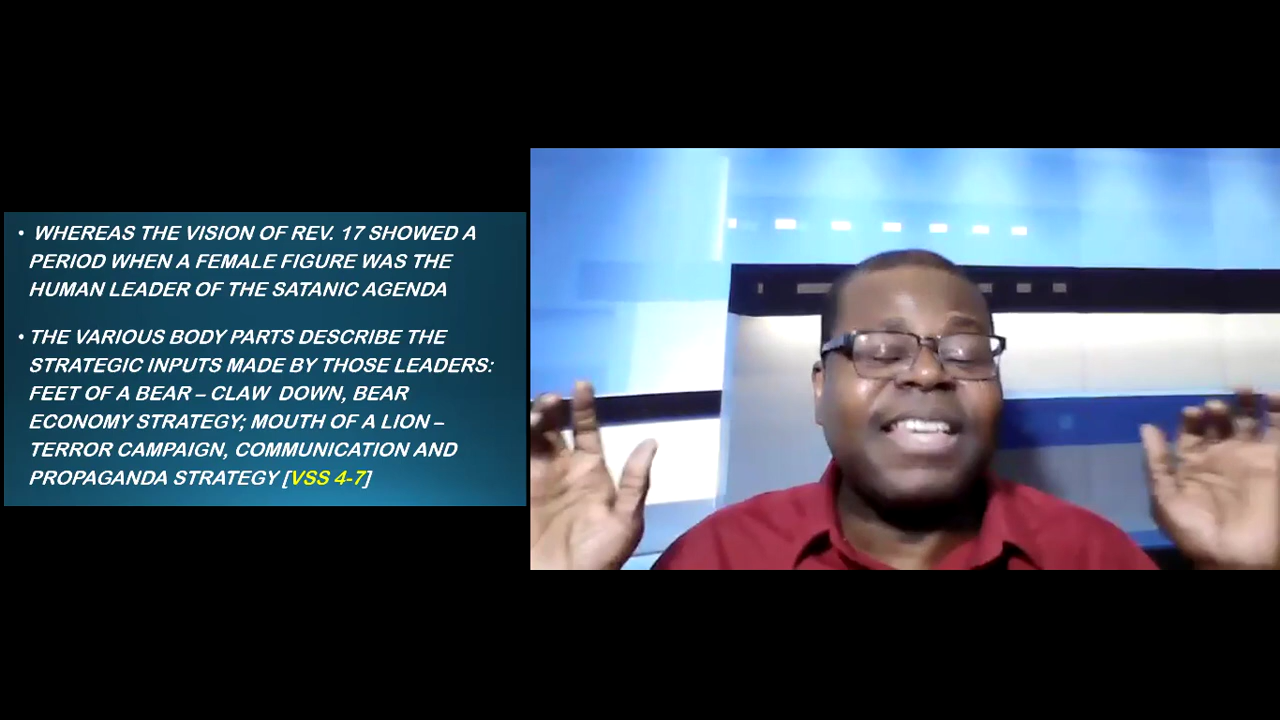 • WHEREAS THE VISION OF REV. 17 SHOWED A
PERIOD WHEN A FEMALE FIGURE WAS THE
HUMAN LEADER OF THE SATANIC AGENDA
• THE VARIOUS BODY PARTS DESCRIBE THE
STRATEGIC INPUTS MADE BY THOSE LEADERS:
FEET OF A BEAR – CLAW DOWN, BEAR
ECONOMY STRATEGY; MOUTH OF A LION –
TERROR CAMPAIGN, COMMUNICATION AND
PROPAGANDA STRATEGY [VSS 4-7]